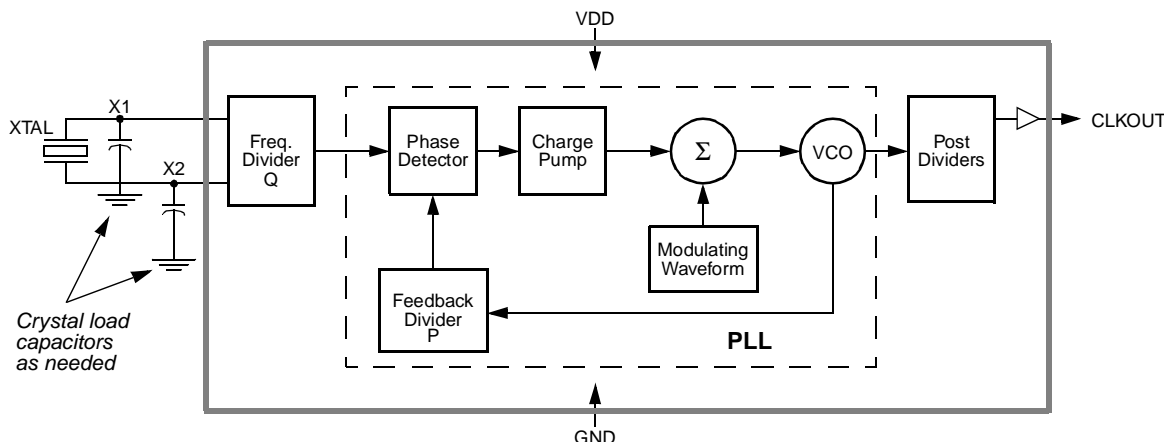 VDD
X1
XTAL
X2
Freq.
Divider
Q
Phase
Detector
Charge
Pump
Σ
VCO
Post
Dividers
CLKOUT
Modulating
Waveform
Feedback
Divider
P
PLL
Crystal load
capacitors
as needed
GND